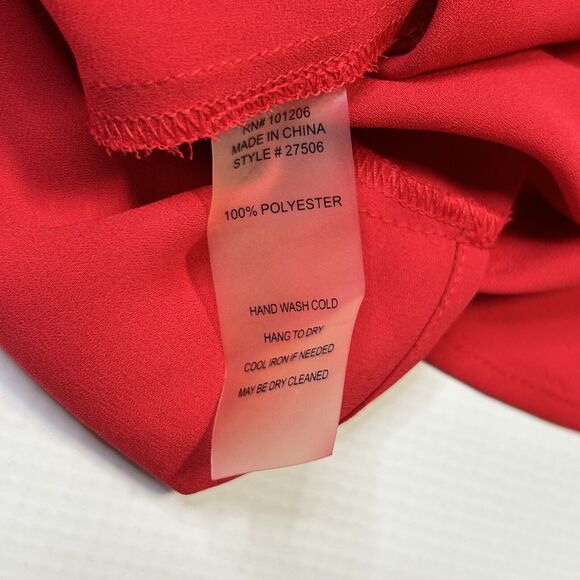 RN# 101206
MADE IN CHINA
STYLE # 27506
100% POLYESTER
HAND WASH COLD
HANG TO DRY
COOL IRON IF NEEDED
MAY BE DRY CLEANED